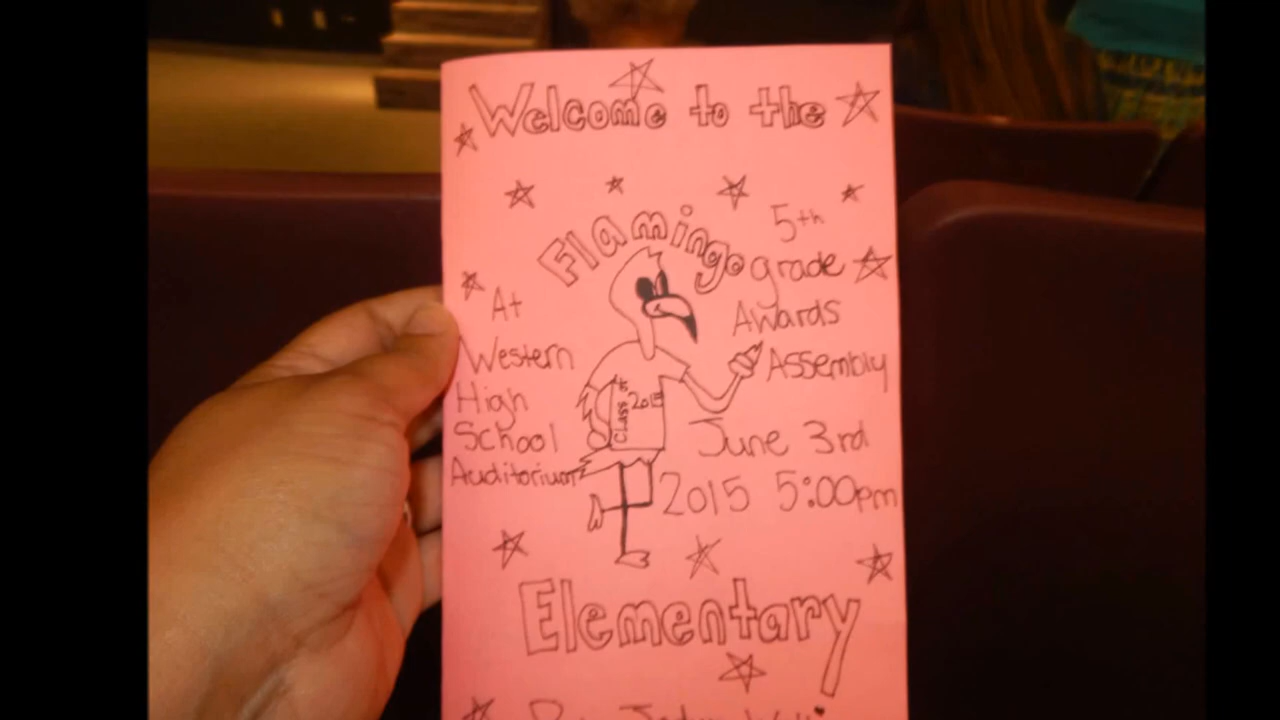 Welcome to the
Flamingo
5th
grade
Awards
Assembly
At
Western
High
School
Auditorium
Class of
2015
June 3rd
2015 5:00pm
Elementary